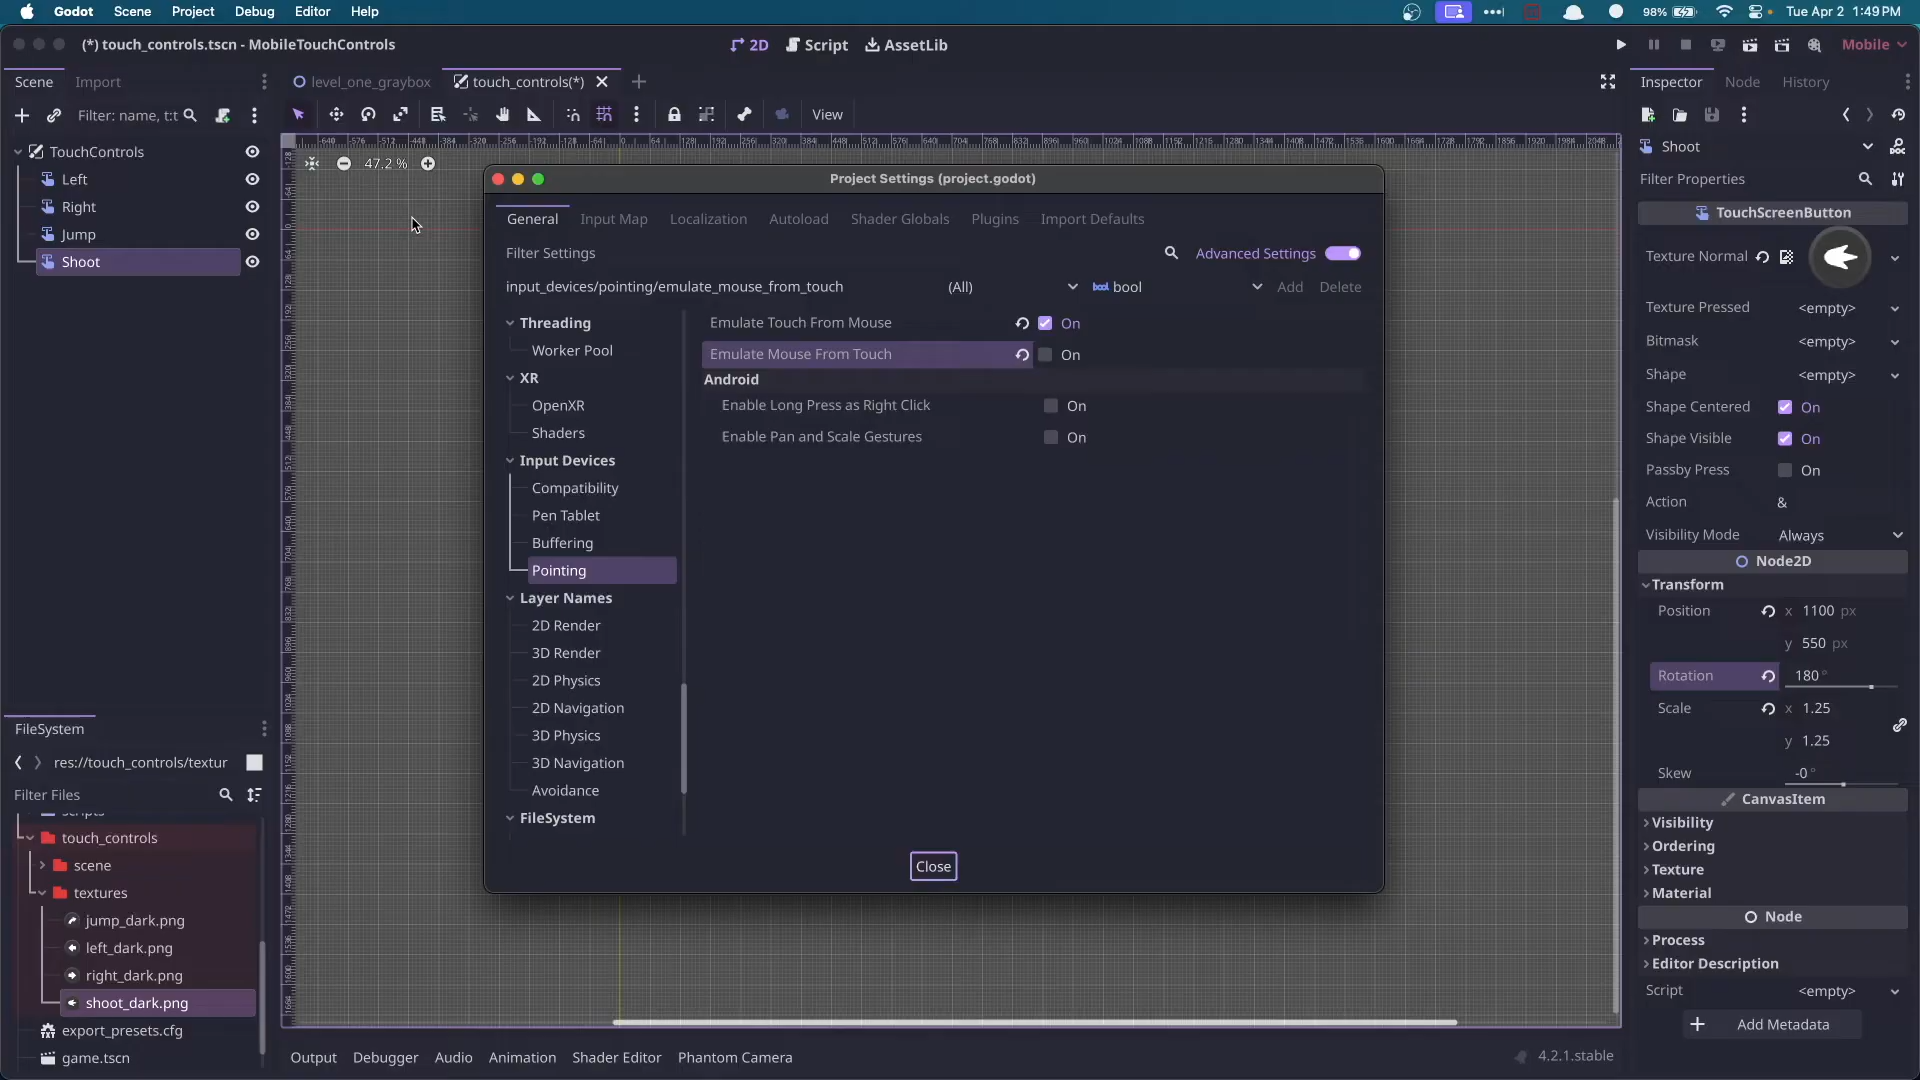 Godot Scene Project Debug Editor Help 98% Tue Apr 2 1:49 PM
(*) touch_controls.tscn - MobileTouchControls 2D Script AssetLib Mobile
Scene Import level_one_graybox touch_controls(*) Inspector Node History
Filter: name, t:t View
TouchControls
Left
Right
Jump
Shoot
47.2 %
Project Settings (project.godot)
General Input Map Localization Autoload Shader Globals Plugins Import Defaults
Filter Settings Advanced Settings
input_devices/pointing/emulate_mouse_from_touch (All) bool Add Delete
Threading
Worker Pool
XR
OpenXR
Shaders
Input Devices
Compatibility
Pen Tablet
Buffering
Pointing
Layer Names
2D Render
3D Render
2D Physics
2D Navigation
3D Physics
3D Navigation
Avoidance
FileSystem
Emulate Touch From Mouse On
Emulate Mouse From Touch On
Android
Enable Long Press as Right Click On
Enable Pan and Scale Gestures On
Close
Shoot
Filter Properties
TouchScreenButton
Texture Normal
Texture Pressed <empty>
Bitmask <empty>
Shape <empty>
Shape Centered On
Shape Visible On
Passby Press On
Action &
Visibility Mode Always
Node2D
Transform
Position x 1100 px
y 550 px
Rotation 180 °
Scale x 1.25
y 1.25
Skew -0 °
CanvasItem
Visibility
Ordering
Texture
Material
Node
Process
Editor Description
Script <empty>
Add Metadata
FileSystem
res://touch_controls/textur
Filter Files
scripts
touch_controls
scene
textures
jump_dark.png
left_dark.png
right_dark.png
shoot_dark.png
export_presets.cfg
game.tscn
Output Debugger Audio Animation Shader Editor Phantom Camera 4.2.1.stable